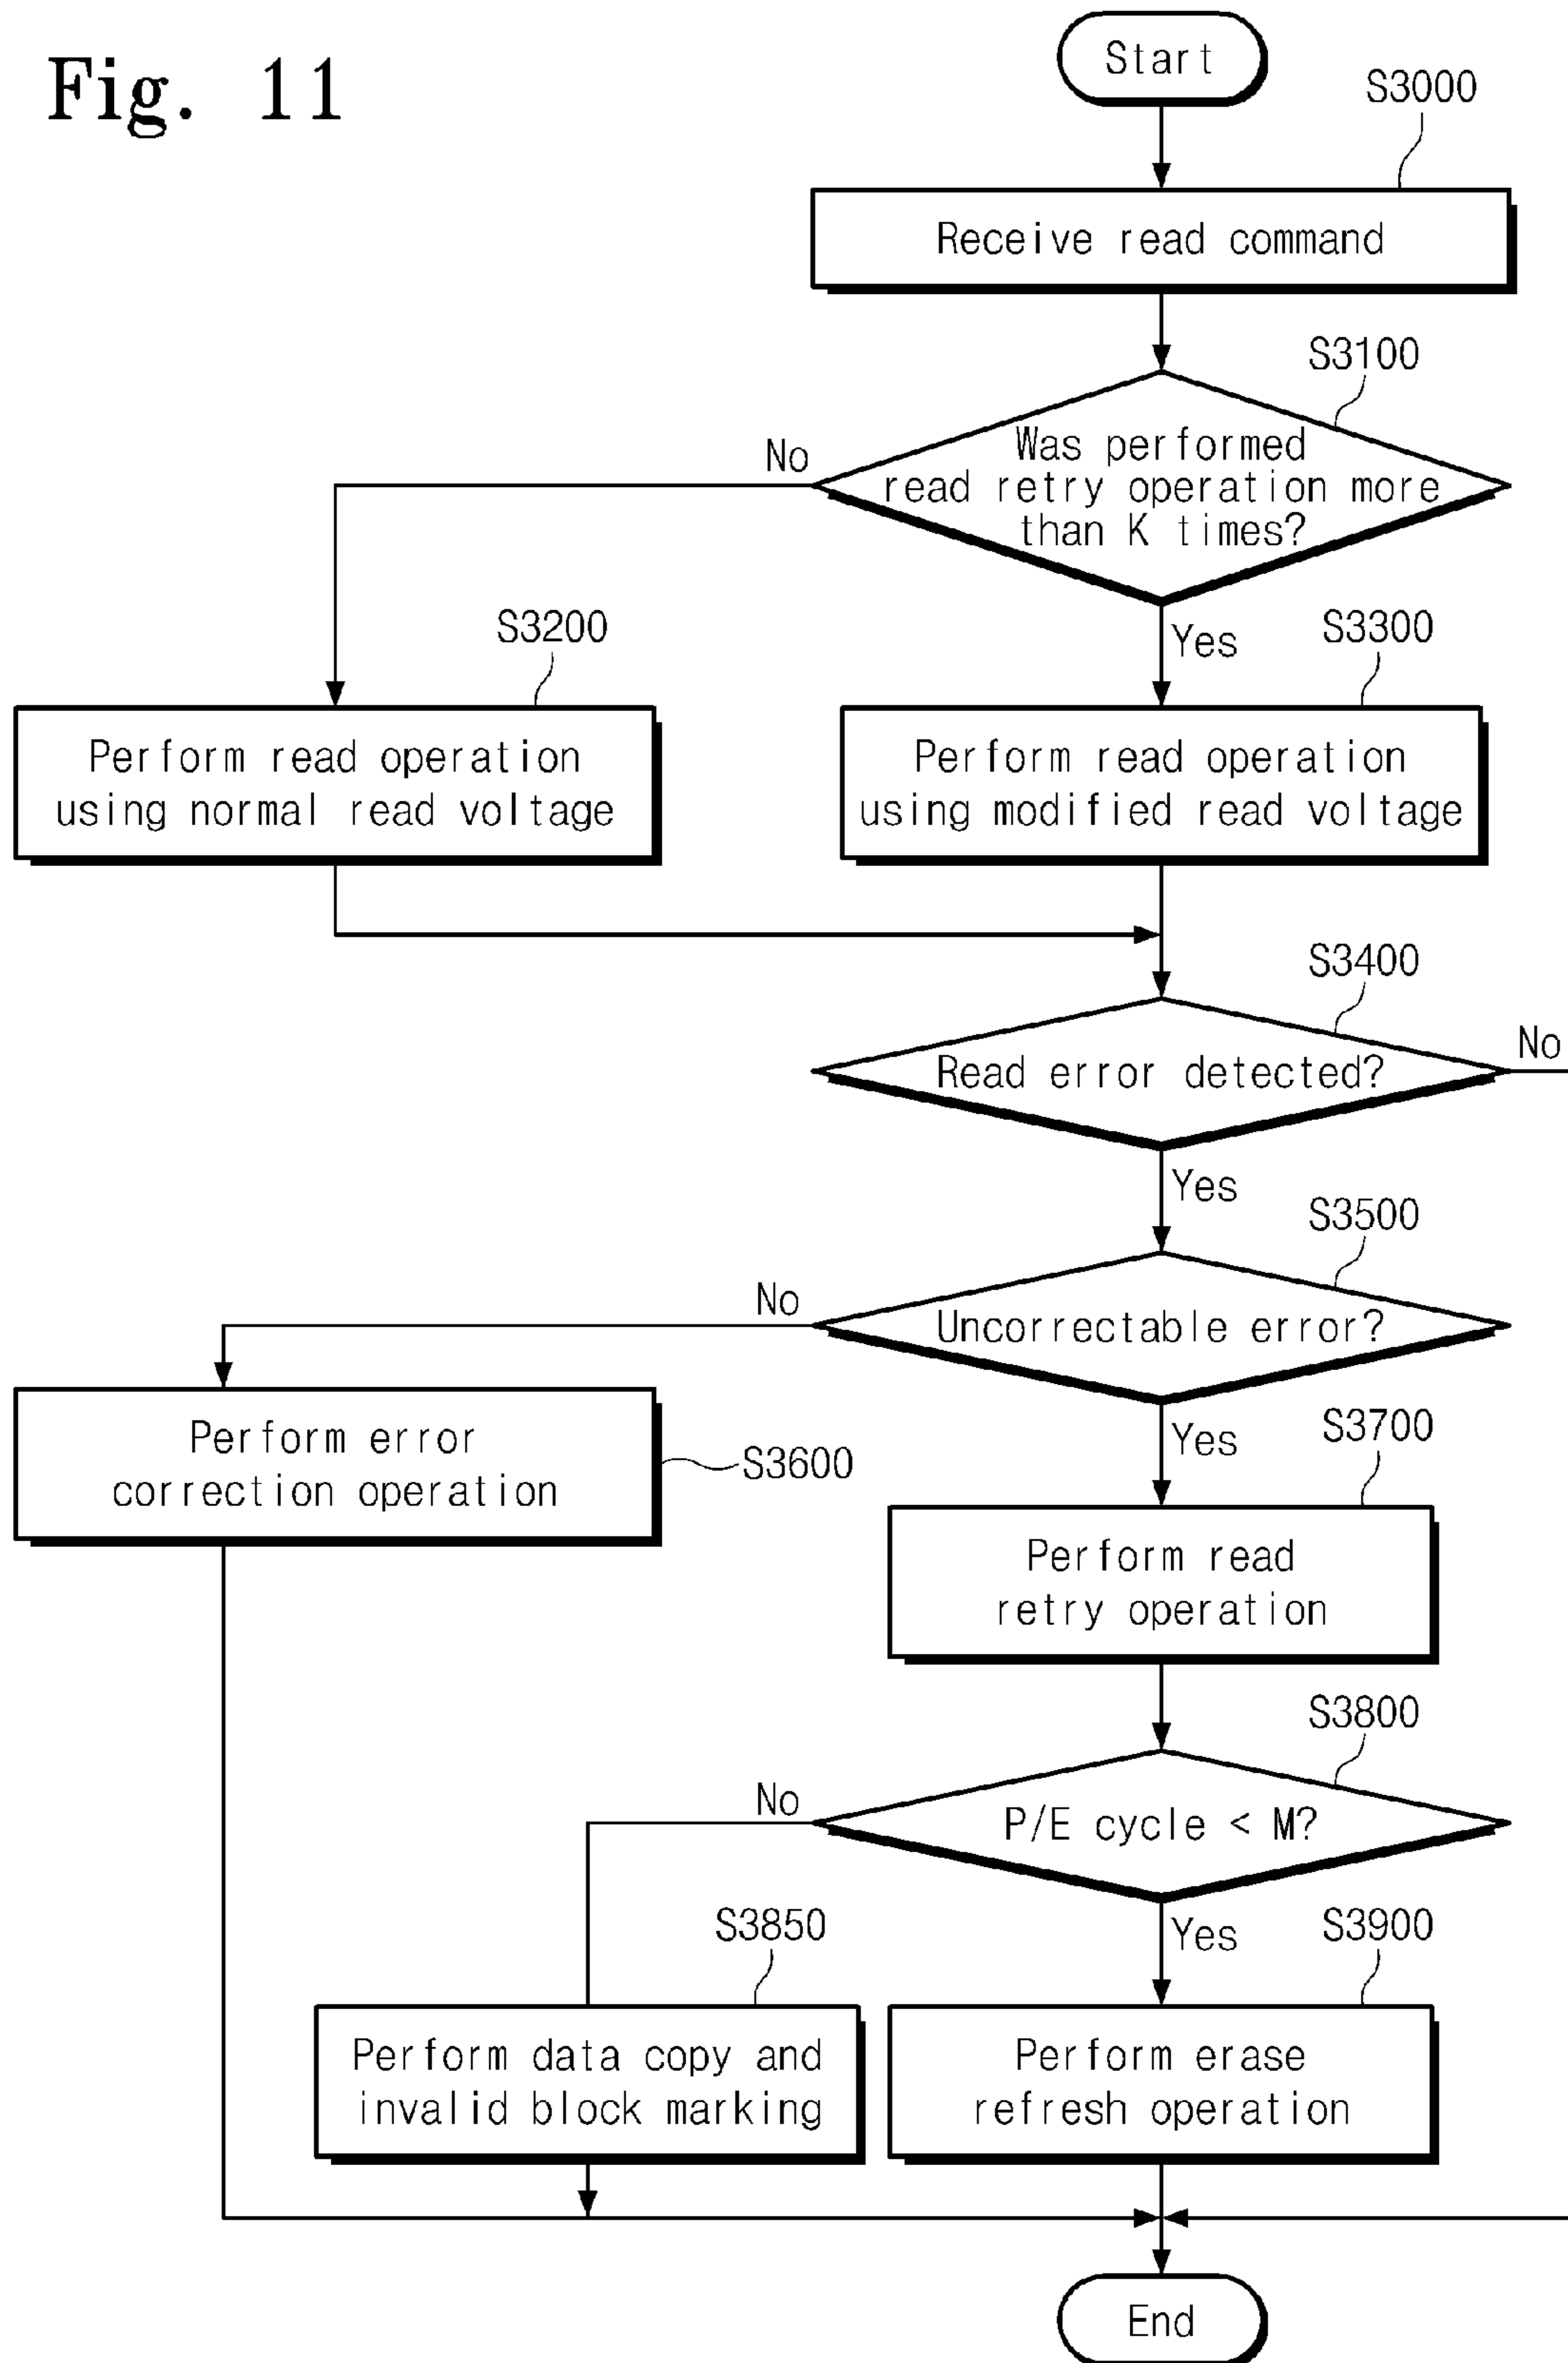 Fig. 11
Start
S3000
Receive read command
S3100
Was performed
read retry operation more
than K times?
No
Yes
S3200
S3300
Perform read operation
using normal read voltage
Perform read operation
using modified read voltage
S3400
Read error detected?
No
Yes
S3500
Uncorrectable error?
No
Yes
Perform error
correction operation
S3600
S3700
Perform read
retry operation
S3800
P/E cycle < M?
No
Yes
S3850
S3900
Perform data copy and
invalid block marking
Perform erase
refresh operation
End